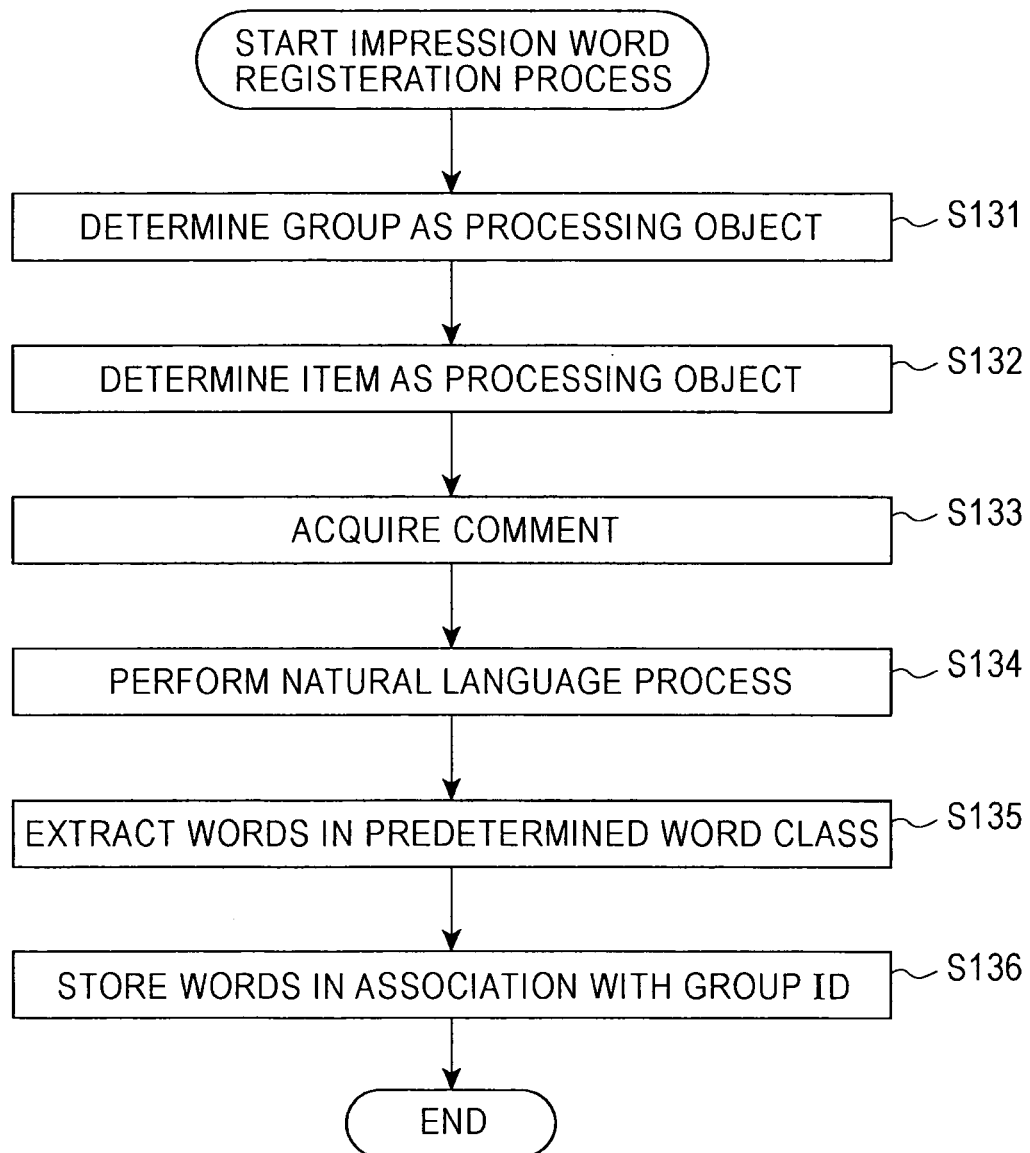 START IMPRESSION WORD
REGISTERATION PROCESS
DETERMINE GROUP AS PROCESSING OBJECT
S131
DETERMINE ITEM AS PROCESSING OBJECT
S132
ACQUIRE COMMENT
S133
PERFORM NATURAL LANGUAGE PROCESS
S134
EXTRACT WORDS IN PREDETERMINED WORD CLASS
S135
STORE WORDS IN ASSOCIATION WITH GROUP ID
S136
END